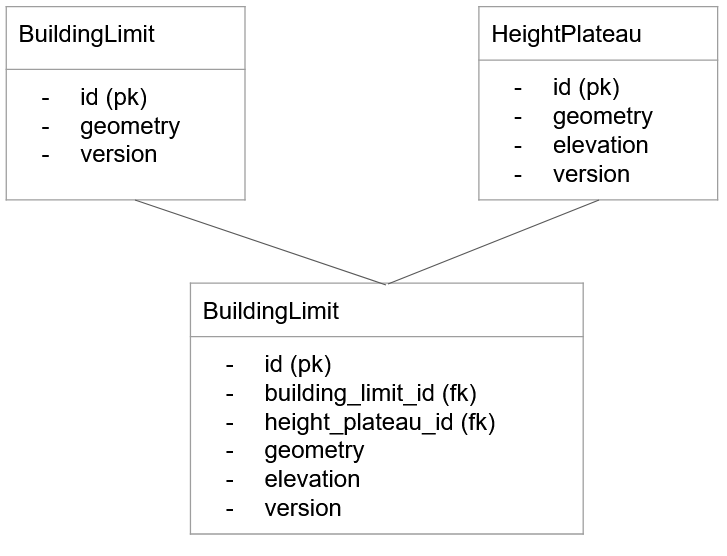 BuildingLimit
- id (pk)
- geometry
- version
HeightPlateau
- id (pk)
- geometry
- elevation
- version
BuildingLimit
- id (pk)
- building_limit_id (fk)
- height_plateau_id (fk)
- geometry
- elevation
- version